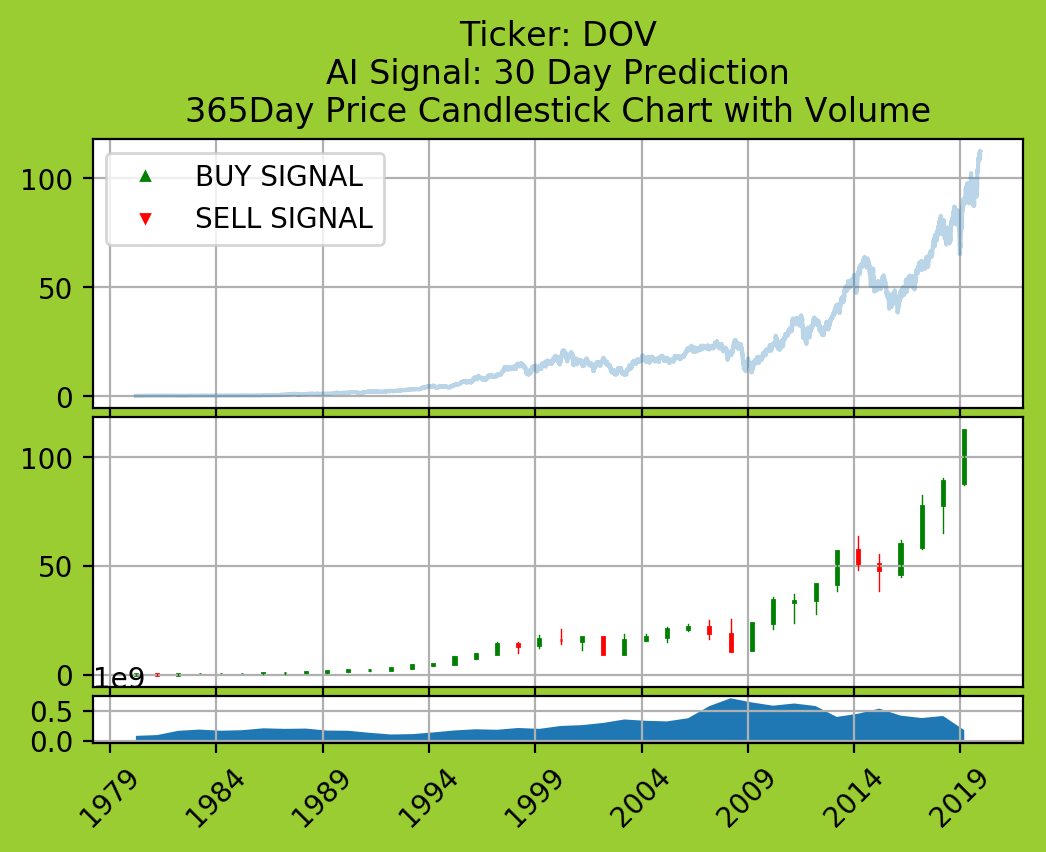 Ticker: DOV
AI Signal: 30 Day Prediction
365Day Price Candlestick Chart with Volume
BUY SIGNAL
SELL SIGNAL
100
50
0
100
50
0
1e9
0.5
0.0
1979 1984 1989 1994 1999 2004 2009 2014 2019